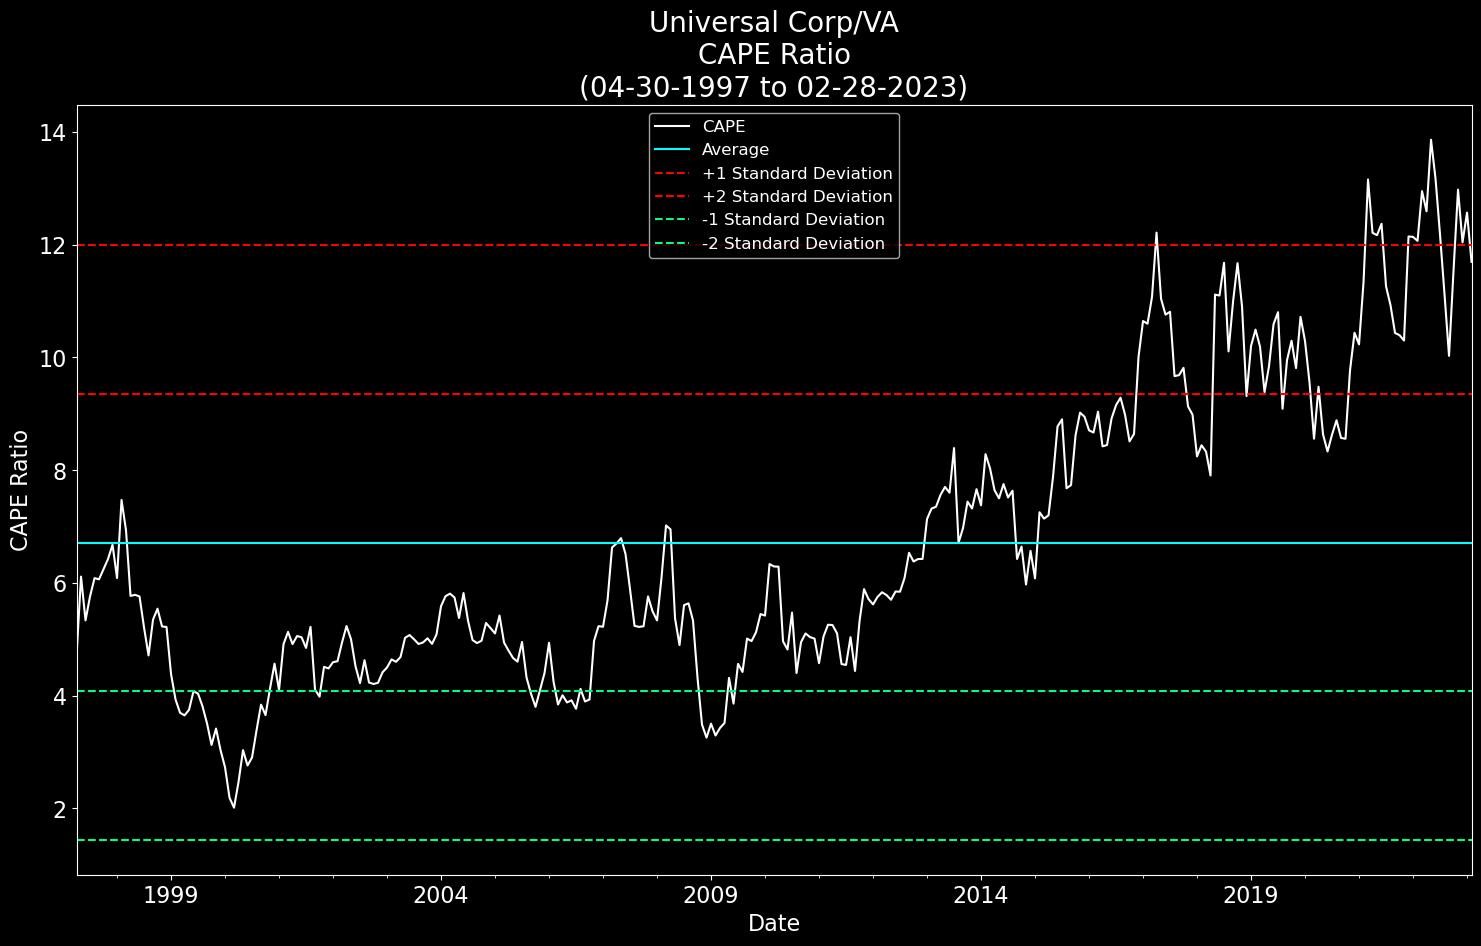 Universal Corp/VA
CAPE Ratio
(04-30-1997 to 02-28-2023)
CAPE
Average
+1 Standard Deviation
+2 Standard Deviation
-1 Standard Deviation
-2 Standard Deviation
14
12
10
8
6
4
2
CAPE Ratio
1999
2004
2009
2014
2019
Date